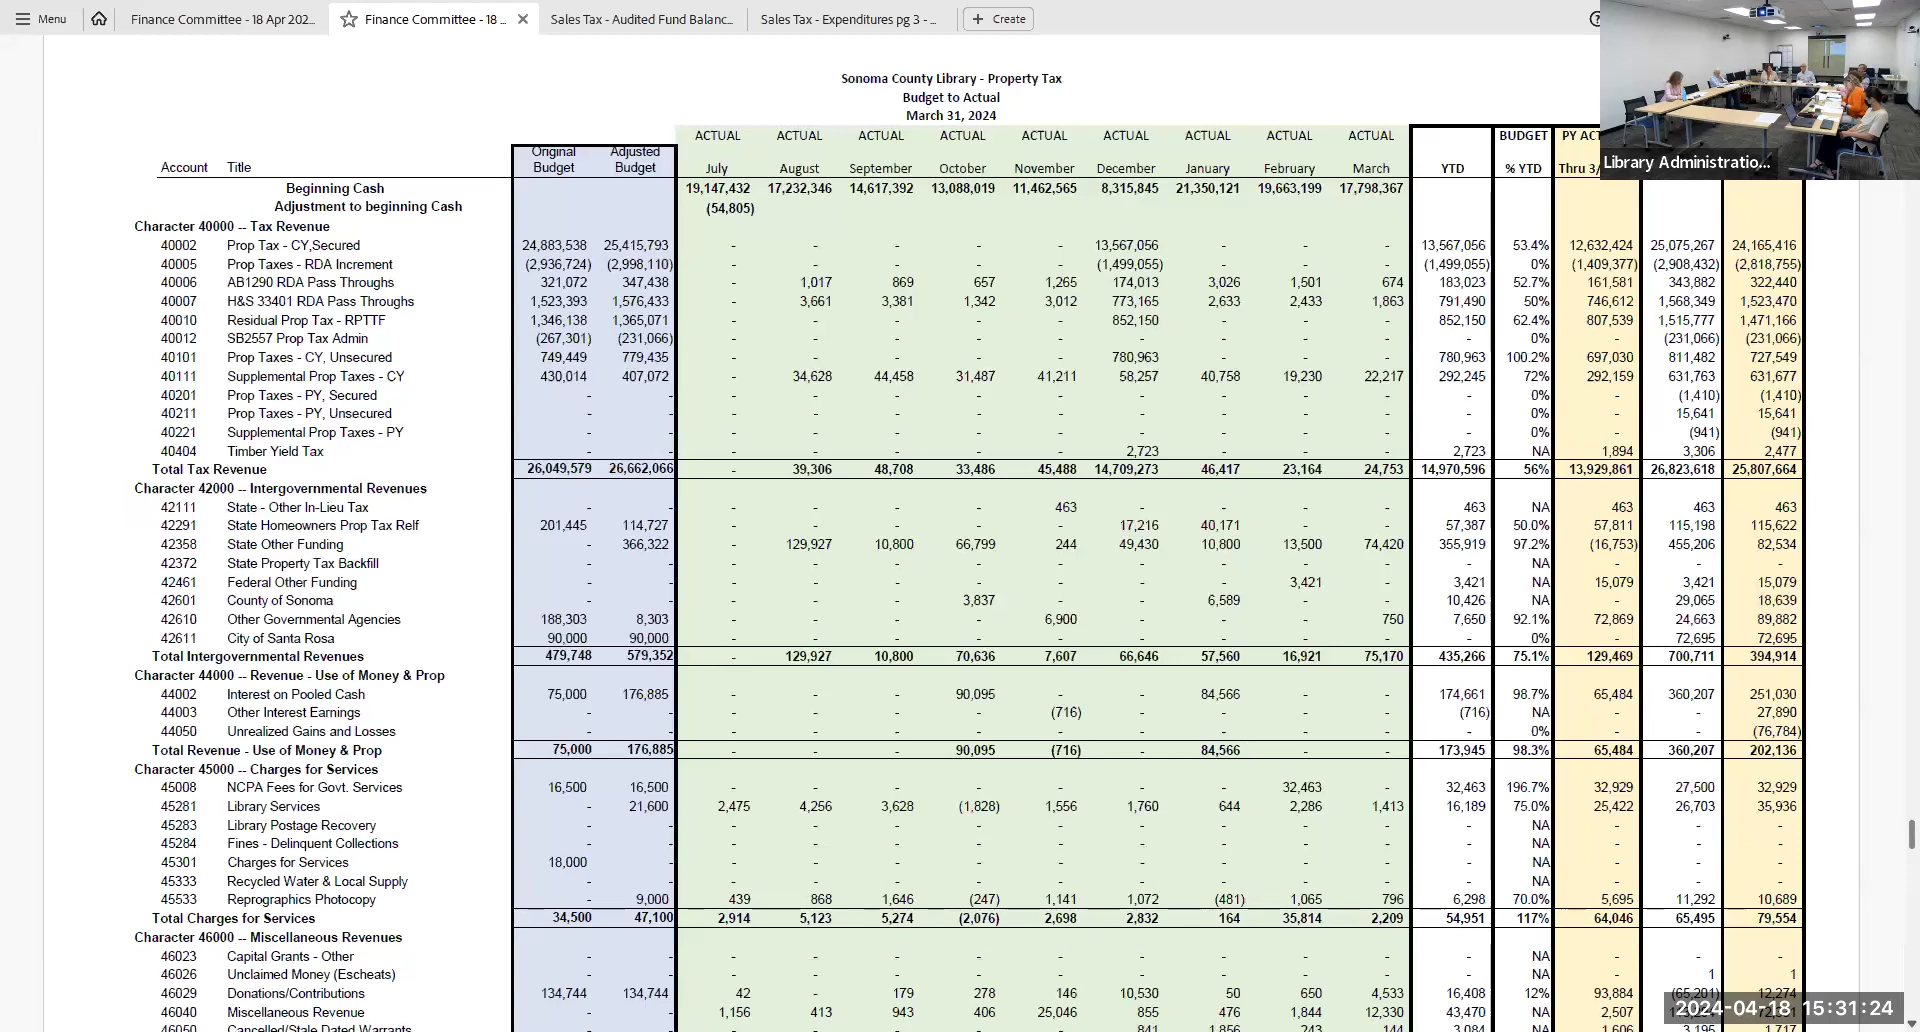 Menu
Finance Committee - 18 Apr 202...
Finance Committee - 18 ...
Sales Tax - Audited Fund Balanc...
Sales Tax - Expenditures pg 3 - ...
Create
Library Administratio...
Sonoma County Library - Property Tax
Budget to Actual
March 31, 2024
ACTUAL ACTUAL ACTUAL ACTUAL ACTUAL ACTUAL ACTUAL ACTUAL ACTUAL BUDGET PY ACT
Original Adjusted
Account Title Budget Budget July August September October November December January February March YTD % YTD Thru 3/
Beginning Cash 19,147,432 17,232,346 14,617,392 13,088,019 11,462,565 8,315,845 21,350,121 19,663,199 17,798,367
Adjustment to beginning Cash (54,805)
Character 40000 -- Tax Revenue
40002 Prop Tax - CY,Secured 24,883,538 25,415,793 - - - - - 13,567,056 - - - 13,567,056 53.4% 12,632,424 25,075,267 24,165,416
40005 Prop Taxes - RDA Increment (2,936,724) (2,998,110) - - - - - (1,499,055) - - - (1,499,055) 0% (1,409,377) (2,908,432) (2,818,755)
40006 AB1290 RDA Pass Throughs 321,072 347,438 - 1,017 869 657 1,265 174,013 3,026 1,501 674 183,023 52.7% 161,581 343,882 322,440
40007 H&S 33401 RDA Pass Throughs 1,523,393 1,576,433 - 3,661 3,381 1,342 3,012 773,165 2,633 2,433 1,863 791,490 50% 746,612 1,568,349 1,523,470
40010 Residual Prop Tax - RPTTF 1,346,138 1,365,071 - - - - - 852,150 - - - 852,150 62.4% 807,539 1,515,777 1,471,166
40012 SB2557 Prop Tax Admin (267,301) (231,066) - - - - - - - - - - 0% - (231,066) (231,066)
40101 Prop Taxes - CY, Unsecured 749,449 779,435 - - - - - 780,963 - - - 780,963 100.2% 697,030 811,482 727,549
40111 Supplemental Prop Taxes - CY 430,014 407,072 - 34,628 44,458 31,487 41,211 58,257 40,758 19,230 22,217 292,245 72% 292,159 631,763 631,677
40201 Prop Taxes - PY, Secured - - - - - - - - - - - - 0% - (1,410) (1,410)
40211 Prop Taxes - PY, Unsecured - - - - - - - - - - - - 0% - 15,641 15,641
40221 Supplemental Prop Taxes - PY - - - - - - - - - - - - 0% - (941) (941)
40404 Timber Yield Tax - - - - - - - 2,723 - - - 2,723 NA 1,894 3,306 2,477
Total Tax Revenue 26,049,579 26,662,066 - 39,306 48,708 33,486 45,488 14,709,273 46,417 23,164 24,753 14,970,596 56% 13,929,861 26,823,618 25,807,664
Character 42000 -- Intergovernmental Revenues
42111 State - Other In-Lieu Tax - - - - - - 463 - - - - 463 NA 463 463 463
42291 State Homeowners Prop Tax Relf 201,445 114,727 - - - - - 17,216 40,171 - - 57,387 50.0% 57,811 115,198 115,622
42358 State Other Funding - 366,322 - 129,927 10,800 66,799 244 49,430 10,800 13,500 74,420 355,919 97.2% (16,753) 455,206 82,534
42372 State Property Tax Backfill - - - - - - - - - - - - NA - - -
42461 Federal Other Funding - - - - - - - - - 3,421 - 3,421 NA 15,079 3,421 15,079
42601 County of Sonoma - - - - - 3,837 - - 6,589 - - 10,426 NA - 29,065 18,639
42610 Other Governmental Agencies 188,303 8,303 - - - - 6,900 - - - 750 7,650 92.1% 72,869 24,663 89,882
42611 City of Santa Rosa 90,000 90,000 - - - - - - - - - - 0% - 72,695 72,695
Total Intergovernmental Revenues 479,748 579,352 - 129,927 10,800 70,636 7,607 66,646 57,560 16,921 75,170 435,266 75.1% 129,469 700,711 394,914
Character 44000 -- Revenue - Use of Money & Prop
44002 Interest on Pooled Cash 75,000 176,885 - - - 90,095 - - 84,566 - - 174,661 98.7% 65,484 360,207 251,030
44003 Other Interest Earnings - - - - - - (716) - - - - (716) NA - - 27,890
44050 Unrealized Gains and Losses - - - - - - - - - - - - 0% - - (76,784)
Total Revenue - Use of Money & Prop 75,000 176,885 - - - 90,095 (716) - 84,566 - - 173,945 98.3% 65,484 360,207 202,136
Character 45000 -- Charges for Services
45008 NCPA Fees for Govt. Services 16,500 16,500 - - - - - - - 32,463 - 32,463 196.7% 32,929 27,500 32,929
45281 Library Services - 21,600 2,475 4,256 3,628 (1,828) 1,556 1,760 644 2,286 1,413 16,189 75.0% 25,422 26,703 35,936
45283 Library Postage Recovery - - - - - - - - - - - - NA - - -
45284 Fines - Delinquent Collections - - - - - - - - - - - - NA - - -
45301 Charges for Services 18,000 - - - - - - - - - - - NA - - -
45333 Recycled Water & Local Supply - - - - - - - - - - - - NA - - -
45533 Reprographics Photocopy - 9,000 439 868 1,646 (247) 1,141 1,072 (481) 1,065 796 6,298 70.0% 5,695 11,292 10,689
Total Charges for Services 34,500 47,100 2,914 5,123 5,274 (2,076) 2,698 2,832 164 35,814 2,209 54,951 117% 64,046 65,495 79,554
Character 46000 -- Miscellaneous Revenues
46023 Capital Grants - Other - - - - - - - - - - - - NA - - -
46026 Unclaimed Money (Escheats) - - - - - - - - - - - - NA - 1 1
46029 Donations/Contributions 134,744 134,744 42 - 179 278 146 10,530 50 650 4,533 16,408 12% 93,884 (65,201) 12,274
46040 Miscellaneous Revenue - - 1,156 413 943 406 25,046 855 476 1,844 12,330 43,470 NA 2,507
46050 Cancelled/Stale Dated Warrants - - - - - - - 841 1,856 243 144 3,084 NA 1,606 3,195 1,717
2024-04-18 15:31:24